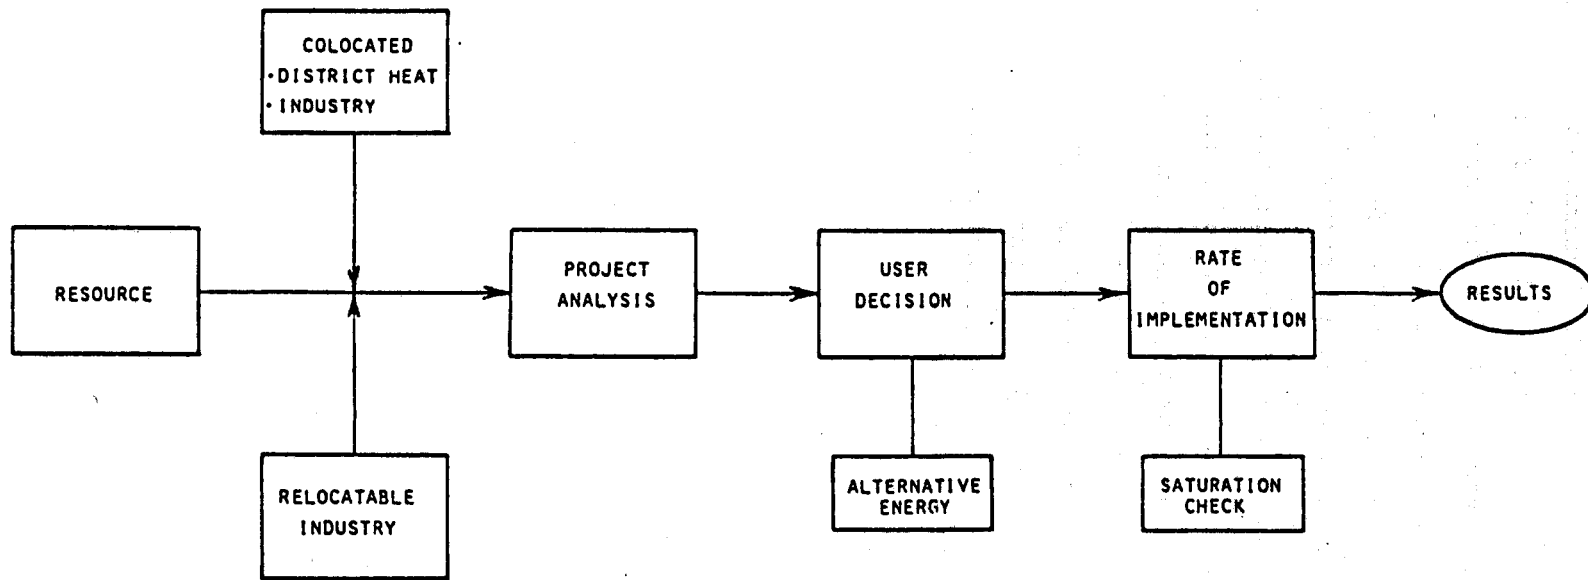 COLOCATED
·DISTRICT HEAT
·INDUSTRY
RESOURCE
PROJECT
ANALYSIS
USER
DECISION
RATE
OF
IMPLEMENTATION
RESULTS
RELOCATABLE
INDUSTRY
ALTERNATIVE
ENERGY
SATURATION
CHECK